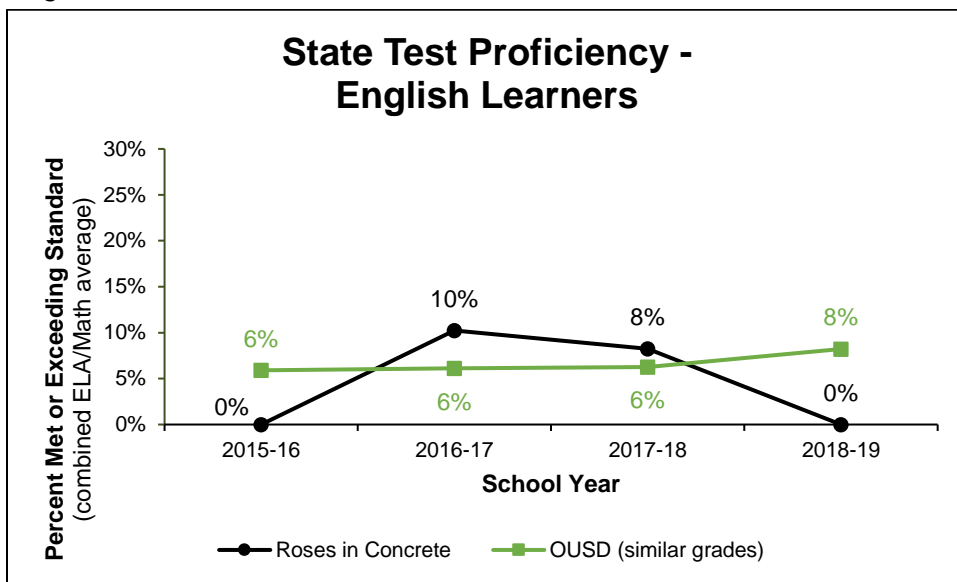 State Test Proficiency -
English Learners
Percent Met or Exceeding Standard
(combined ELA/Math average)
30%
25%
20%
15%
10%
5%
0%
6%
10%
8%
8%
0%
6%
6%
0%
2015-16
2016-17
2017-18
2018-19
School Year
Roses in Concrete
OUSD (similar grades)